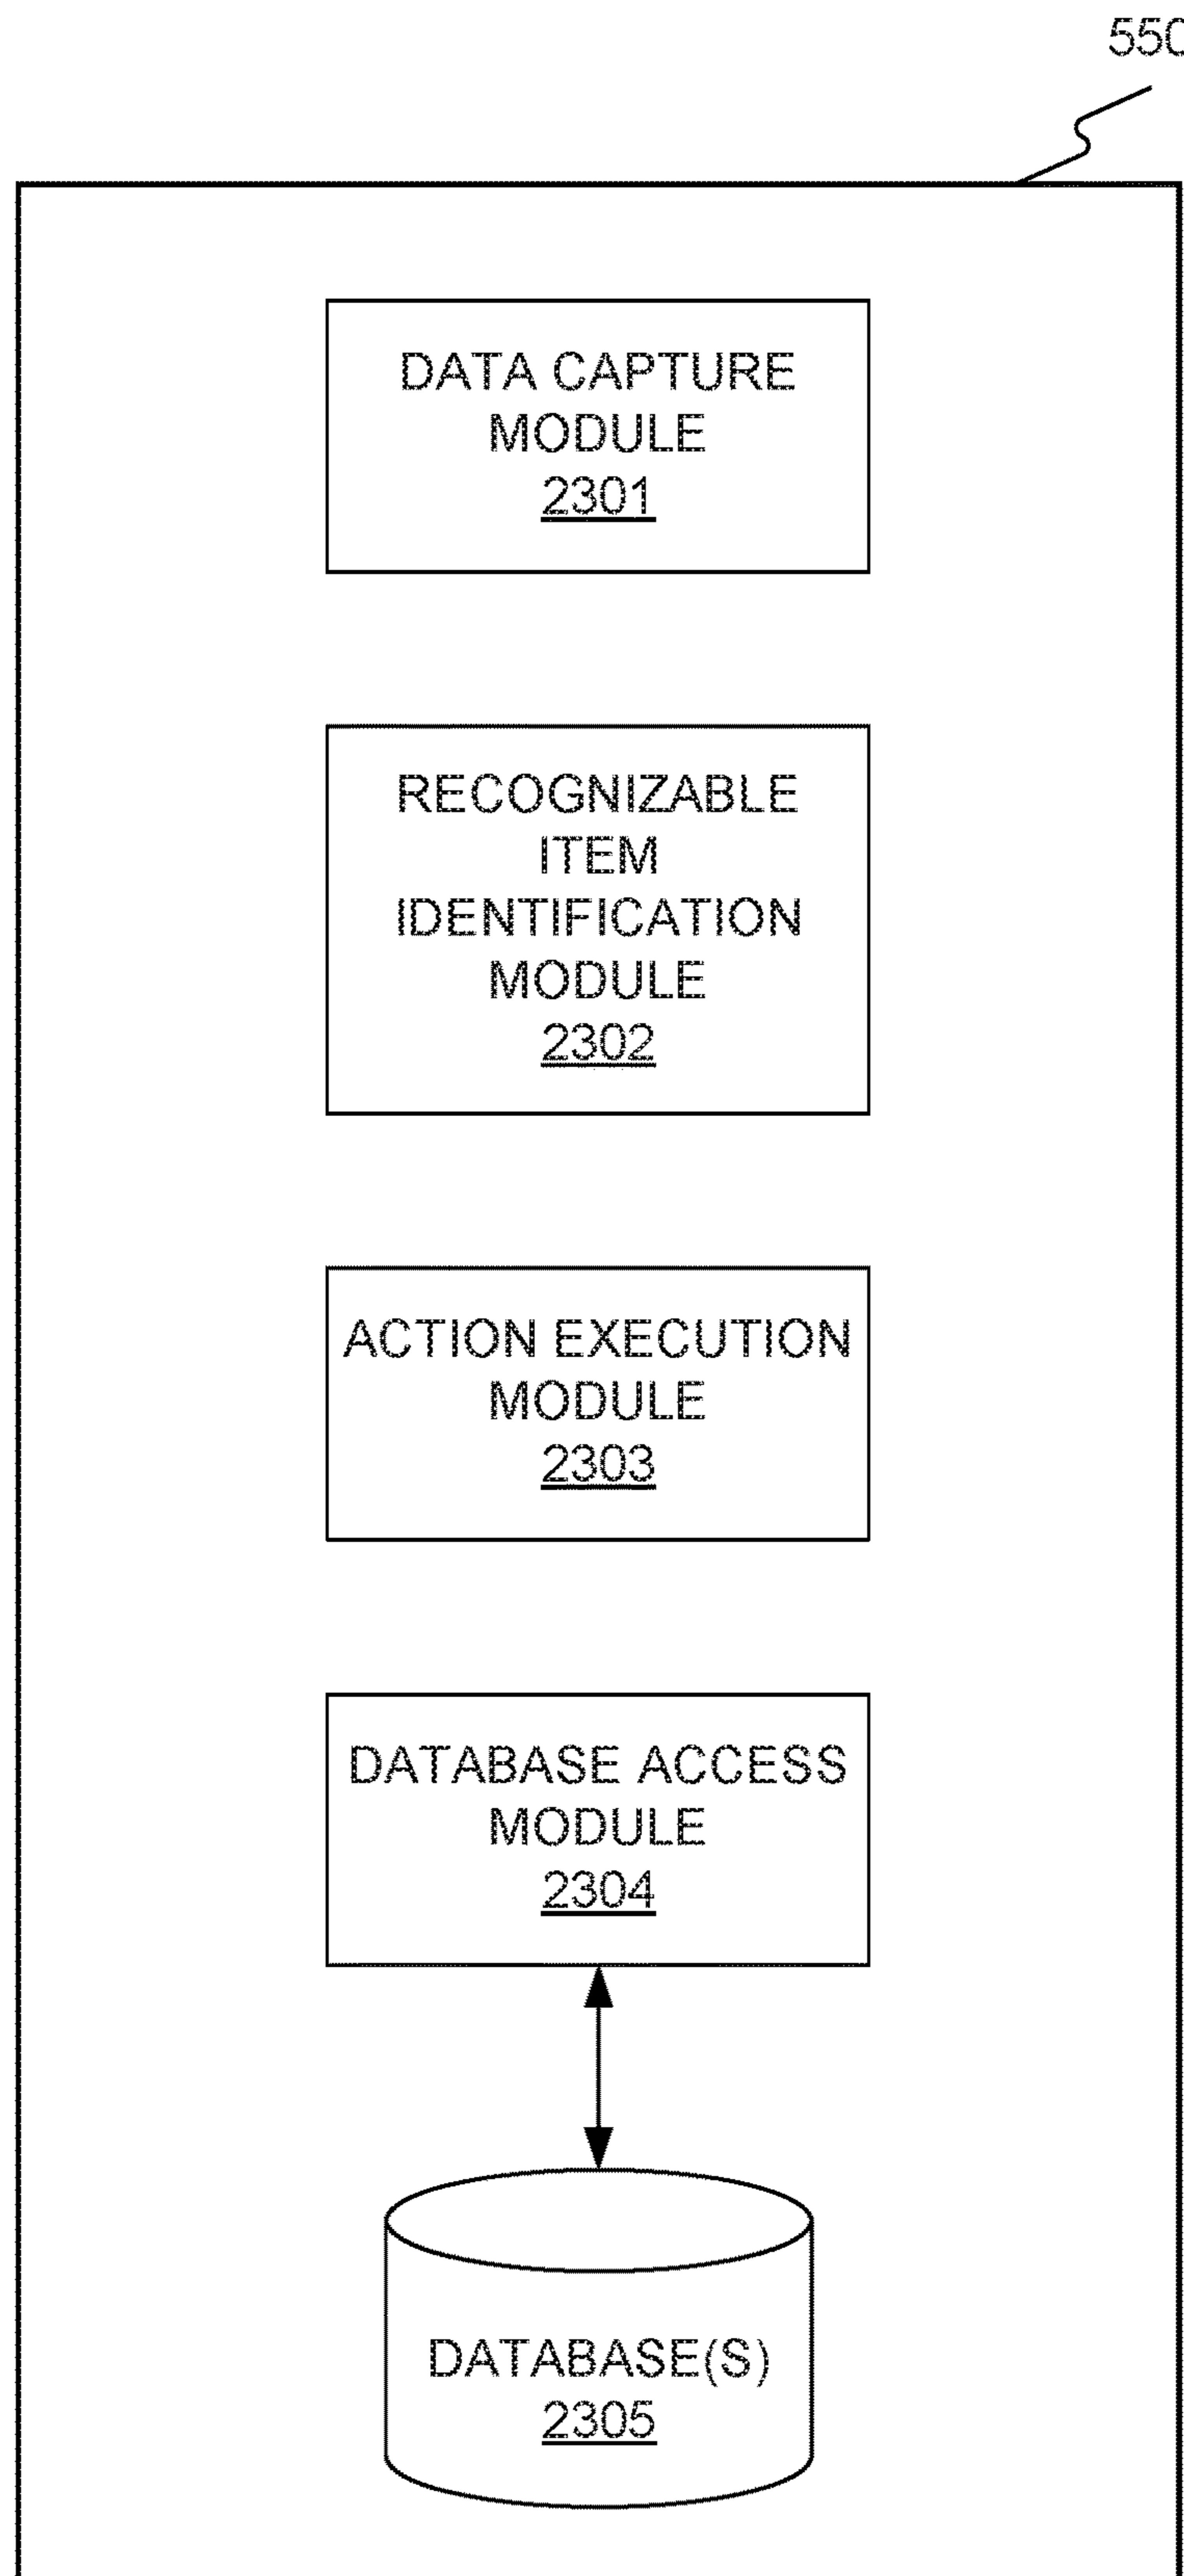 550
DATA CAPTURE
MODULE
2301
RECOGNIZABLE
ITEM
IDENTIFICATION
MODULE
2302
ACTION EXECUTION
MODULE
2303
DATABASE ACCESS
MODULE
2304
DATABASE(S)
2305